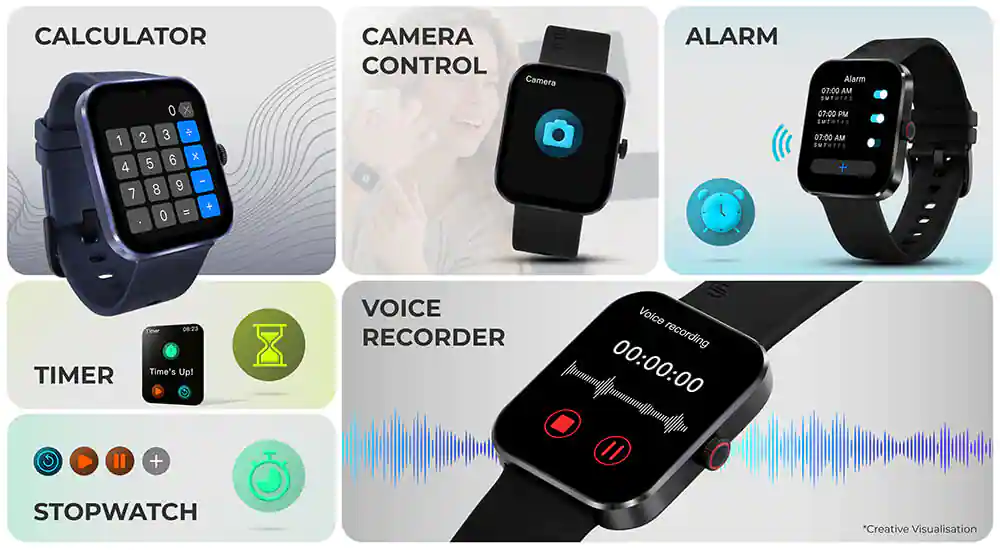 CALCULATOR
0
1 2 3 ÷
4 5 6 ×
7 8 9 −
. 0 = +
CAMERA
CONTROL
Camera
ALARM
Alarm
07:00 AM
S M T W T F S
07:00 PM
S M T W T F S
07:00 AM
S M T W T F S
+
TIMER
Timer 08:23
Time's Up!
+
STOPWATCH
VOICE
RECORDER
Voice recording
00:00:00
*Creative Visualisation